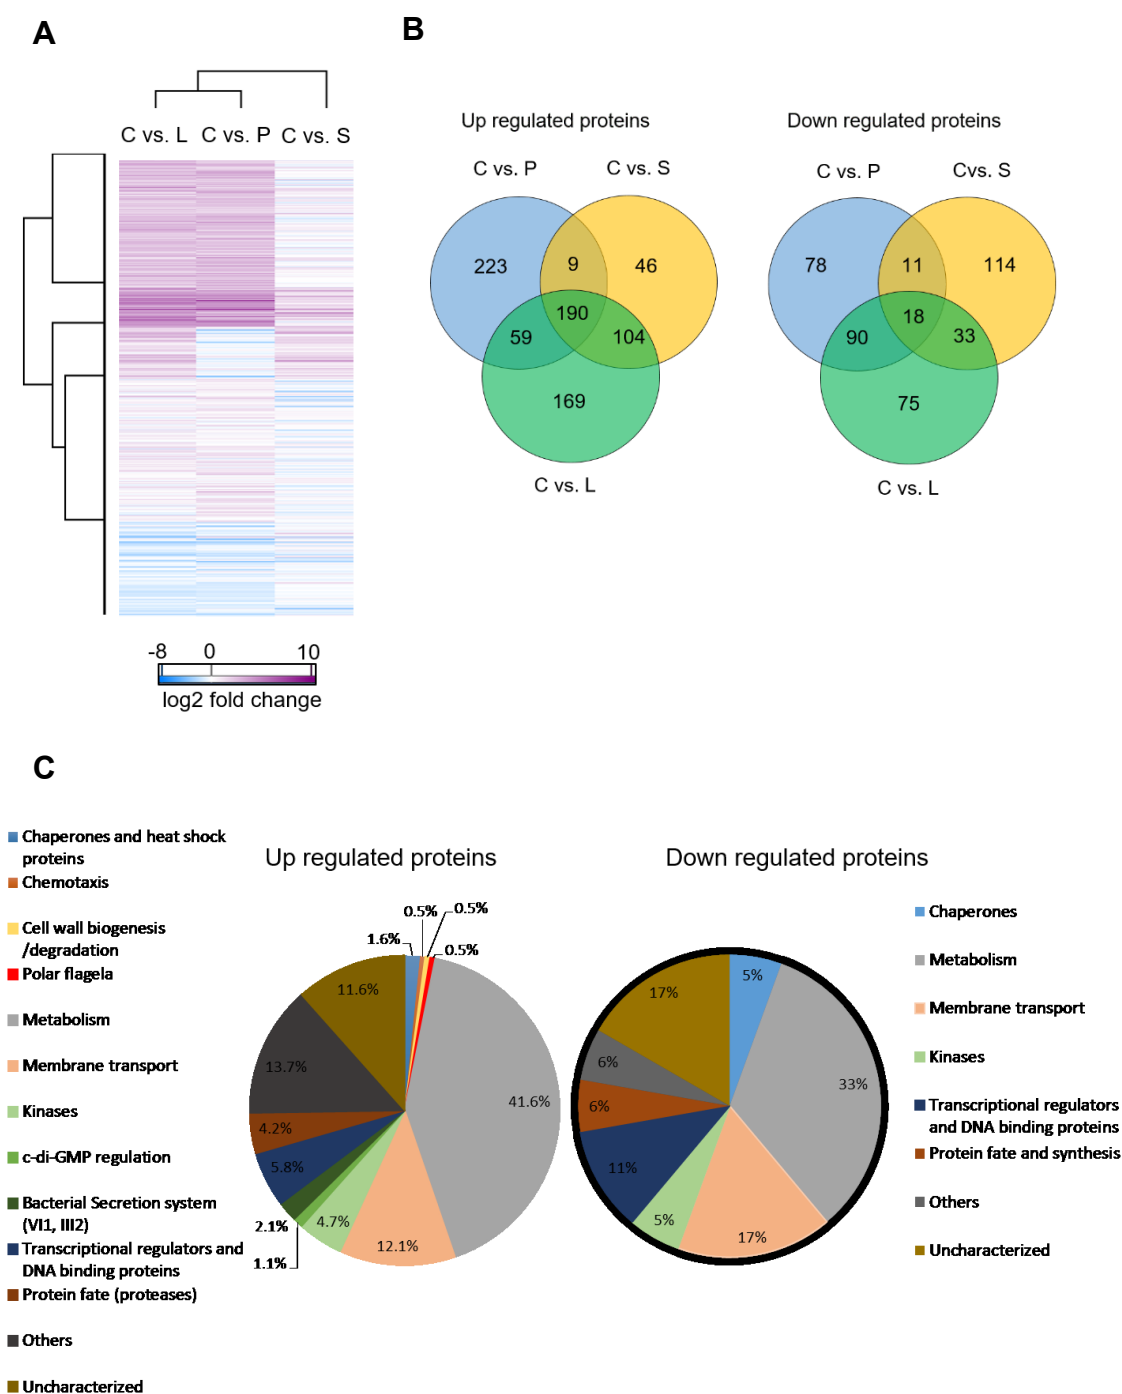 A
B
C vs. L
C vs. P
C vs. S
-8
0
10
log2 fold change
Up regulated proteins
C vs. P
C vs. S
223
9
46
190
59
104
169
C vs. L
Down regulated proteins
C vs. P
Cvs. S
78
11
114
18
90
33
75
C vs. L
C
Chaperones and heat shock
proteins
Chemotaxis
Cell wall biogenesis
/degradation
Polar flagela
Metabolism
Membrane transport
Kinases
c-di-GMP regulation
Bacterial Secretion system
(VI1, III2)
Transcriptional regulators and
DNA binding proteins
Protein fate (proteases)
Others
Uncharacterized
Up regulated proteins
0.5%
0.5%
1.6%
0.5%
11.6%
13.7%
41.6%
4.2%
5.8%
2.1%
4.7%
1.1%
12.1%
Down regulated proteins
5%
17%
33%
6%
6%
11%
5%
17%
Chaperones
Metabolism
Membrane transport
Kinases
Transcriptional regulators
and DNA binding proteins
Protein fate and synthesis
Others
Uncharacterized